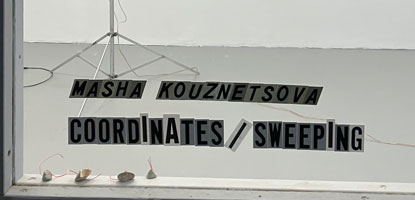 MASHA KOUZNETSOVA
COORDINATES / SWEEPING